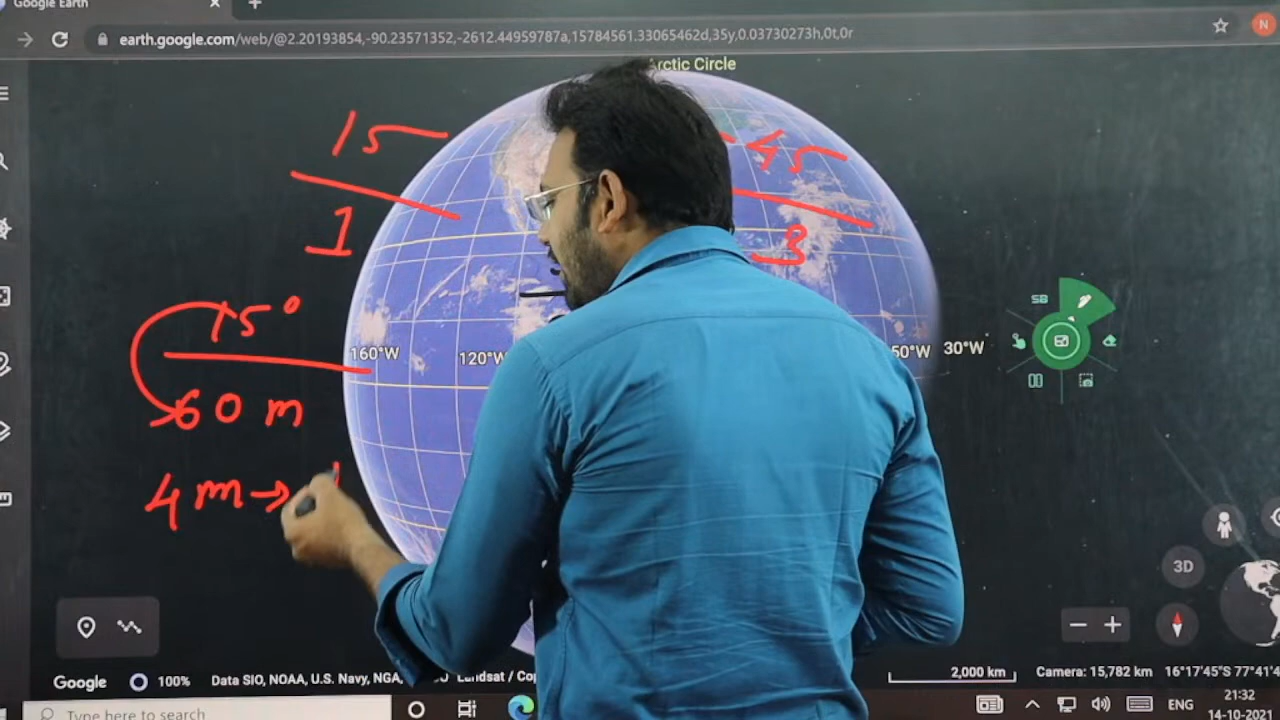 Google Earth
earth.google.com/web/@2.20193854,-90.23571352,-2612.44959787a,15784561.33065462d,35y,0.03730273h,0t,0r
N
Arctic Circle
15
1
45
3
15°
60 m
4 m →
160°W
120°W
50°W
30°W
SB
3D
Google
100%
Data SIO, NOAA, U.S. Navy, NGA,
Landsat / Cop
2,000 km
Camera: 15,782 km
16°17'45"S 77°41'4
Type here to search
ENG
21:32
14-10-2021